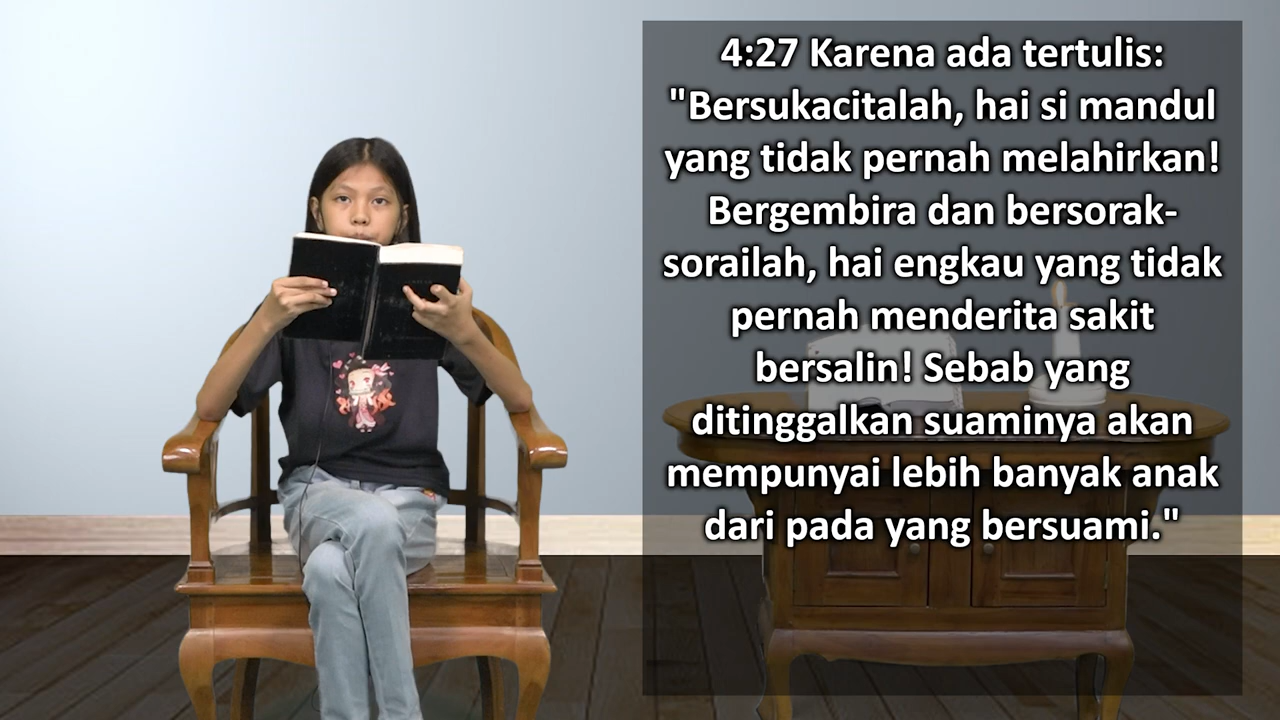 4:27 Karena ada tertulis:
"Bersukacitalah, hai si mandul
yang tidak pernah melahirkan!
Bergembira dan bersorak-
sorailah, hai engkau yang tidak
pernah menderita sakit
bersalin! Sebab yang
ditinggalkan suaminya akan
mempunyai lebih banyak anak
dari pada yang bersuami."